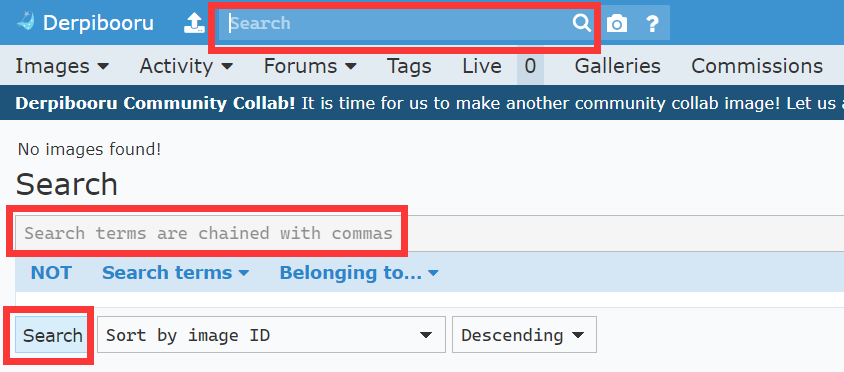 Derpibooru Search ?
Images Activity Forums Tags Live 0 Galleries Commissions
Derpibooru Community Collab! It is time for us to make another community collab image! Let us
No images found!
Search
Search terms are chained with commas
NOT Search terms Belonging to...
Search Sort by image ID Descending